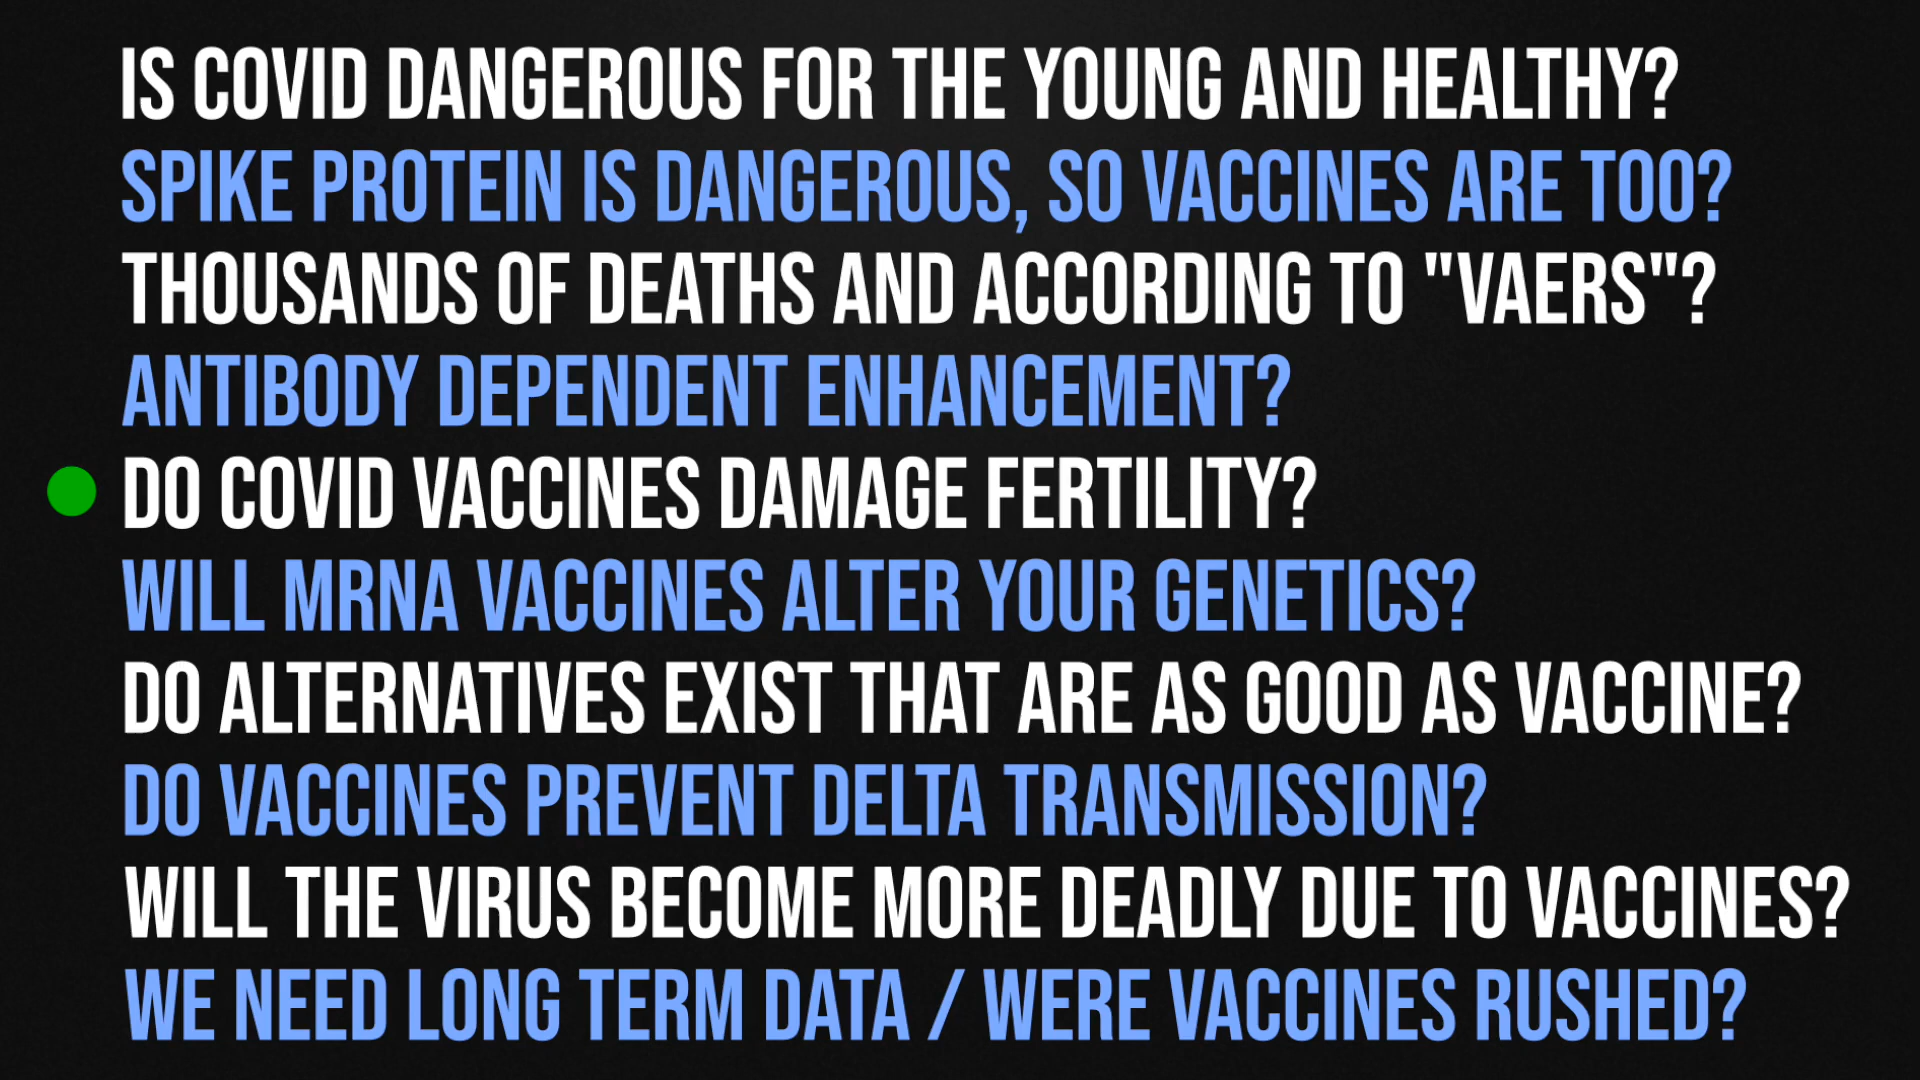 IS COVID DANGEROUS FOR THE YOUNG AND HEALTHY?
SPIKE PROTEIN IS DANGEROUS, SO VACCINES ARE TOO?
THOUSANDS OF DEATHS AND ACCORDING TO "VAERS"?
ANTIBODY DEPENDENT ENHANCEMENT?
DO COVID VACCINES DAMAGE FERTILITY?
WILL MRNA VACCINES ALTER YOUR GENETICS?
DO ALTERNATIVES EXIST THAT ARE AS GOOD AS VACCINE?
DO VACCINES PREVENT DELTA TRANSMISSION?
WILL THE VIRUS BECOME MORE DEADLY DUE TO VACCINES?
WE NEED LONG TERM DATA / WERE VACCINES RUSHED?